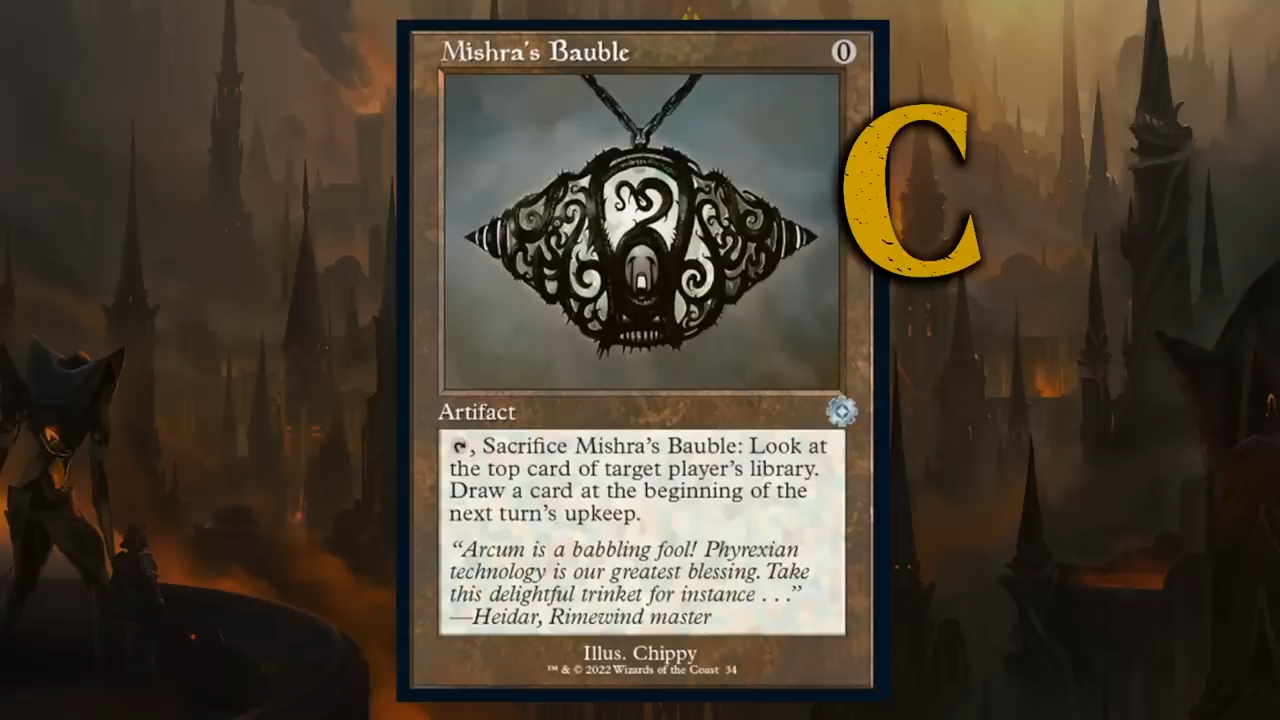 Mishra's Bauble
0
C
Artifact
, Sacrifice Mishra's Bauble: Look at
the top card of target player's library.
Draw a card at the beginning of the
next turn's upkeep.
"Arcum is a babbling fool! Phyrexian
technology is our greatest blessing. Take
this delightful trinket for instance . . ."
—Heidar, Rimewind master
Illus. Chippy
™ & © 2022 Wizards of the Coast 34